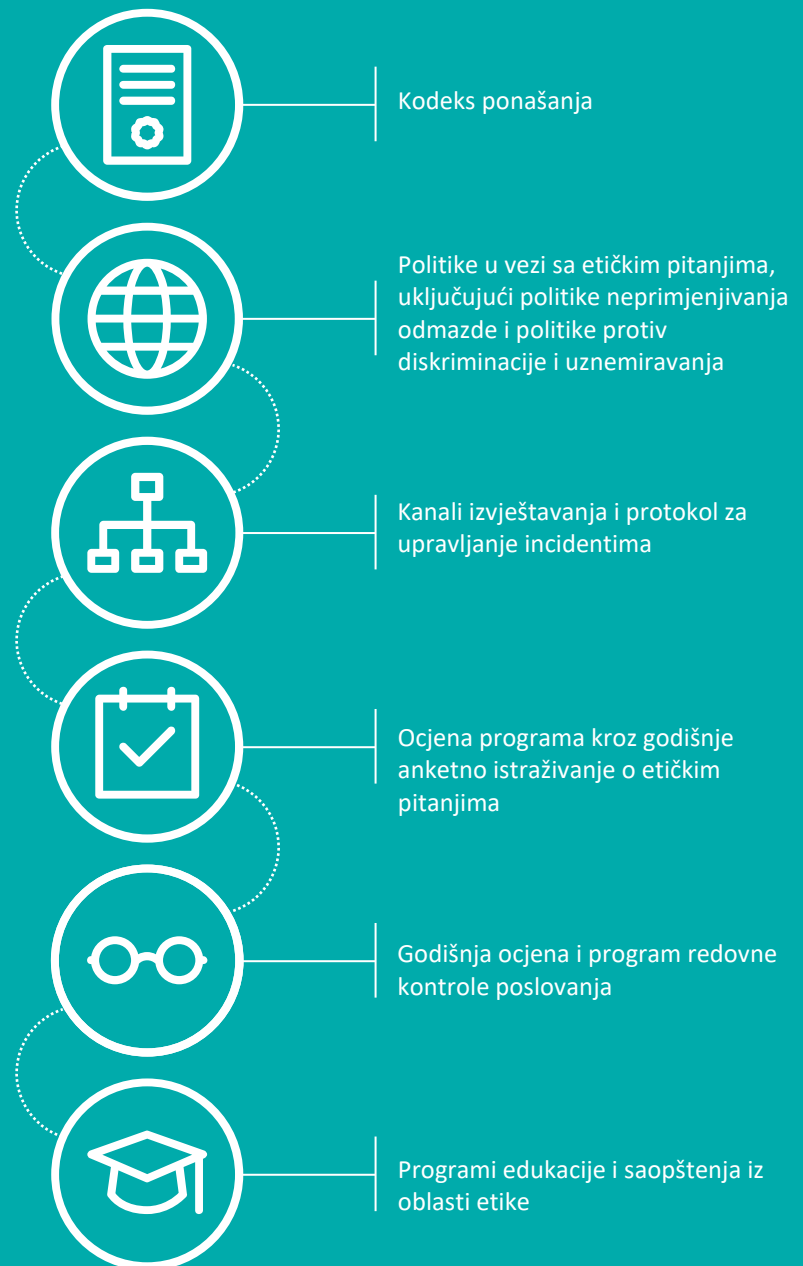 Kodeks ponašanja
Politike u vezi sa etičkim pitanjima,
uključujući politike neprimjenjivanja
odmazde i politike protiv
diskriminacije i uznemiravanja
Kanali izvještavanja i protokol za
upravljanje incidentima
Ocjena programa kroz godišnje
anketno istraživanje o etičkim
pitanjima
Godišnja ocjena i program redovne
kontrole poslovanja
Programi edukacije i saopštenja iz
oblasti etike